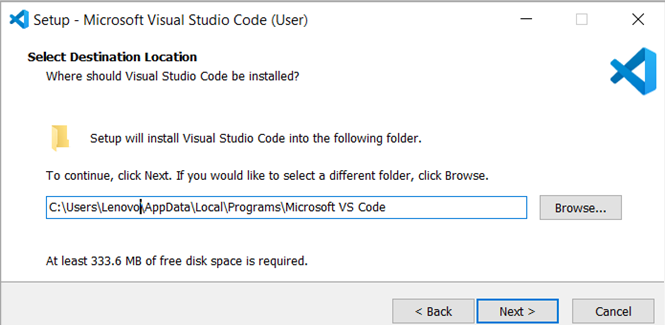 Setup - Microsoft Visual Studio Code (User)
Select Destination Location
Where should Visual Studio Code be installed?
Setup will install Visual Studio Code into the following folder.
To continue, click Next. If you would like to select a different folder, click Browse.
C:\Users\Lenovo\AppData\Local\Programs\Microsoft VS Code
Browse...
At least 333.6 MB of free disk space is required.
< Back
Next >
Cancel